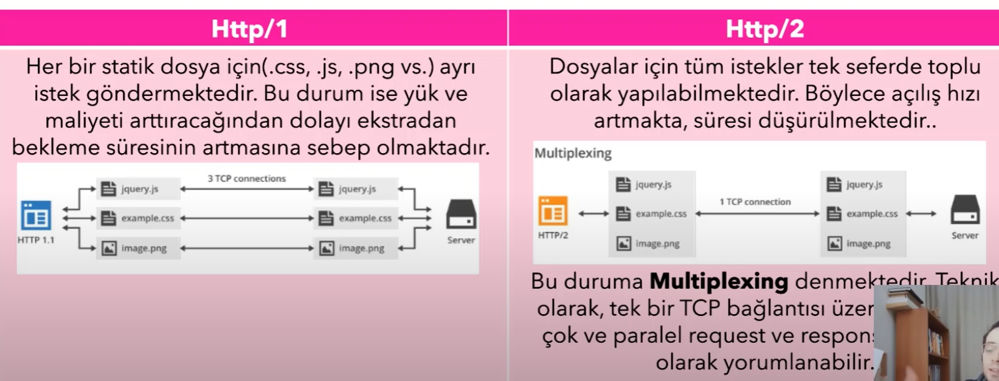 Http/1
Her bir statik dosya için(.css, .js, .png vs.) ayrı
istek göndermektedir. Bu durum ise yük ve
maliyeti arttıracağından dolayı ekstradan
bekleme süresinin artmasına sebep olmaktadır.
3 TCP connections
jquery.js
jquery.js
example.css
example.css
HTTP 1.1
Server
image.png
image.png
Http/2
Dosyalar için tüm istekler tek seferde toplu
olarak yapılabilmektedir. Böylece açılış hızı
artmakta, süresi düşürülmektedir..
Multiplexing
jquery.js
jquery.js
1 TCP connection
example.css
example.css
HTTP/2
Server
image.png
image.png
Bu duruma Multiplexing denmektedir. Teknik
olarak, tek bir TCP bağlantısı
çok ve paralel request ve
olarak yorumlanabilir.